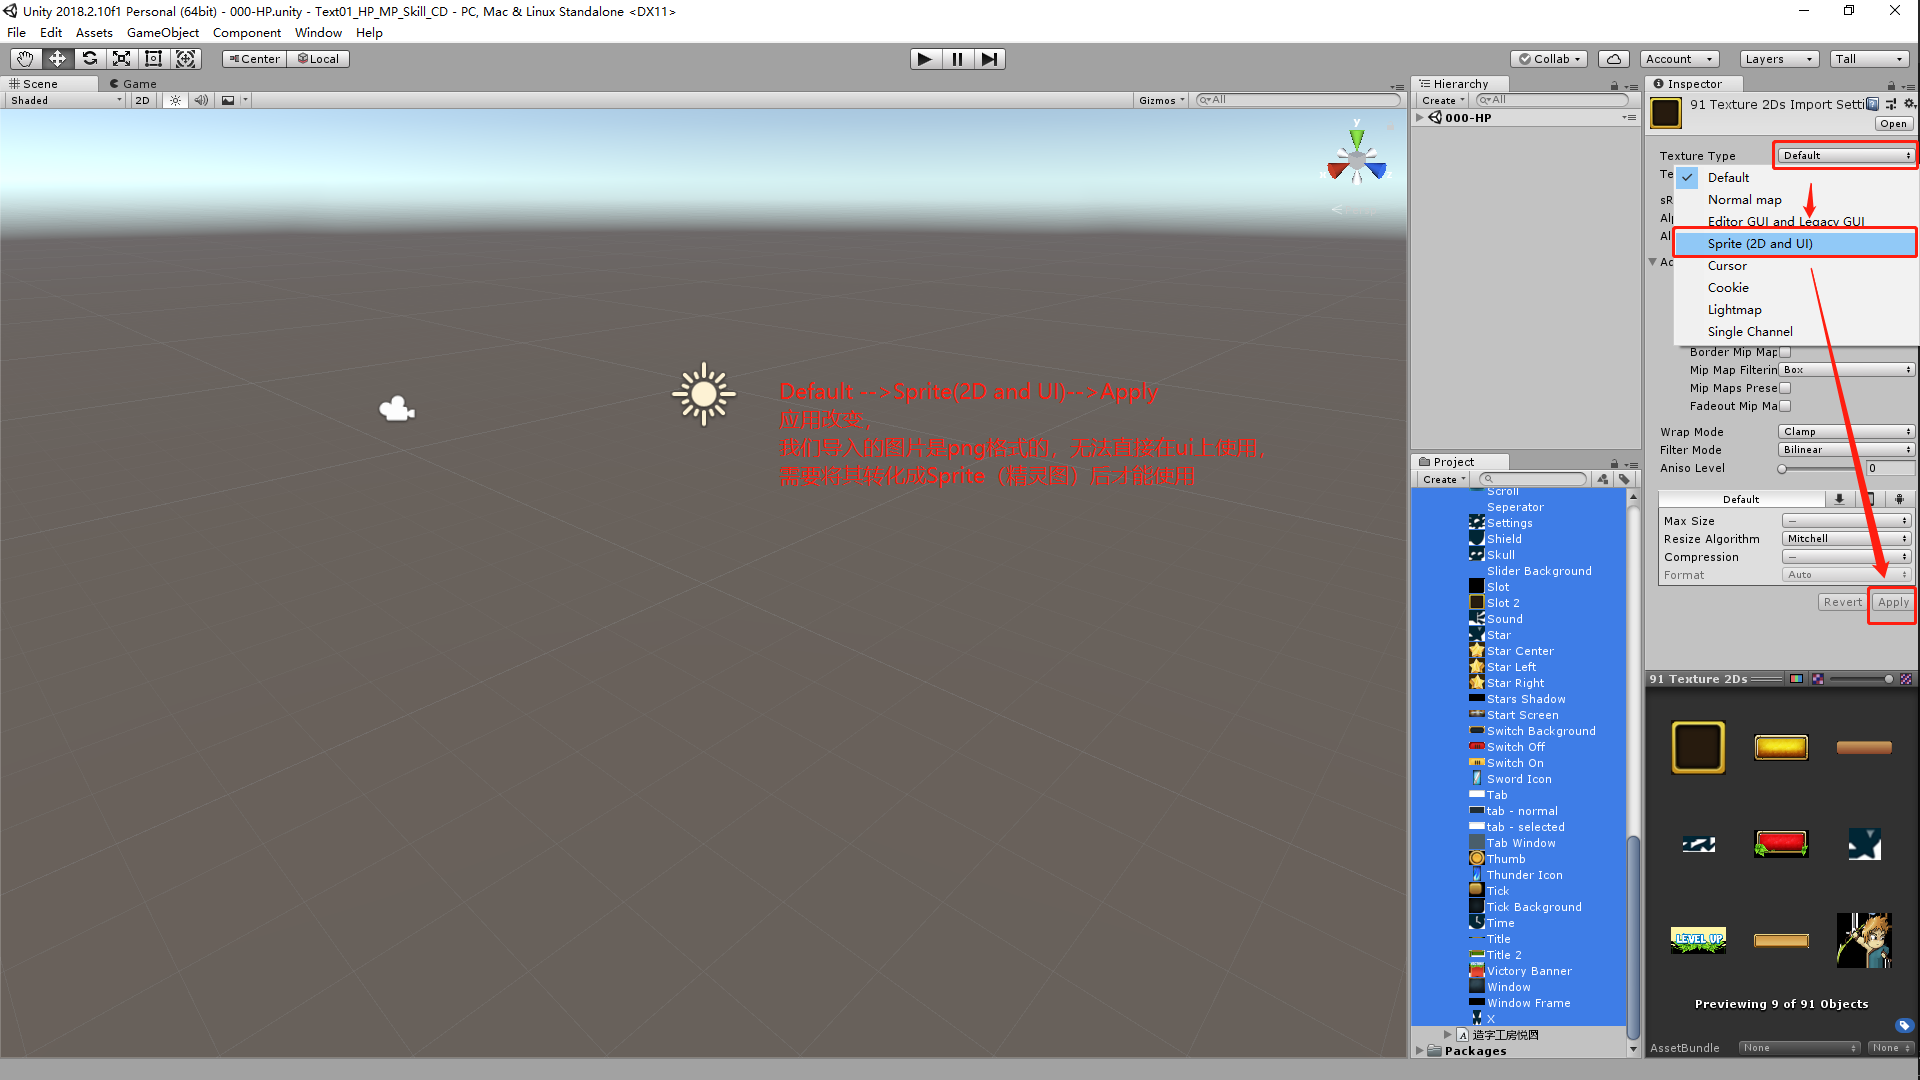 Unity 2018.2.10f1 Personal (64bit) - 000-HP.unity - Text01_HP_MP_Skill_CD - PC, Mac & Linux Standalone <DX11>
File Edit Assets GameObject Component Window Help
Center Local
Collab Account Layers Tall
Scene Game
Shaded 2D Gizmos All
Hierarchy
Create All
000-HP
Inspector
91 Texture 2Ds Import Setti
Open
Texture Type Default
Te
sR
Al
Al
Ad
Default
Normal map
Editor GUI and Legacy GUI
Sprite (2D and UI)
Cursor
Cookie
Lightmap
Single Channel
Border Mip Map
Mip Map Filterin Box
Mip Maps Prese
Fadeout Mip Ma
Wrap Mode Clamp
Filter Mode Bilinear
Aniso Level 0
Default
Max Size —
Resize Algorithm Mitchell
Compression —
Format Auto
Revert Apply
y
x
z
Persp
Default -->Sprite(2D and UI)-->Apply
应用改变，
我们导入的图片是png格式的，无法直接在ui上使用，
需要将其转化成Sprite（精灵图）后才能使用
Project
Create
Scroll
Seperator
Settings
Shield
Skull
Slider Background
Slot
Slot 2
Sound
Star
Star Center
Star Left
Star Right
Stars Shadow
Start Screen
Switch Background
Switch Off
Switch On
Sword Icon
Tab
tab - normal
tab - selected
Tab Window
Thumb
Thunder Icon
Tick
Tick Background
Time
Title
Title 2
Victory Banner
Window
Window Frame
X
造字工房悦圆
Packages
91 Texture 2Ds
LEVEL UP
Previewing 9 of 91 Objects
AssetBundle None None